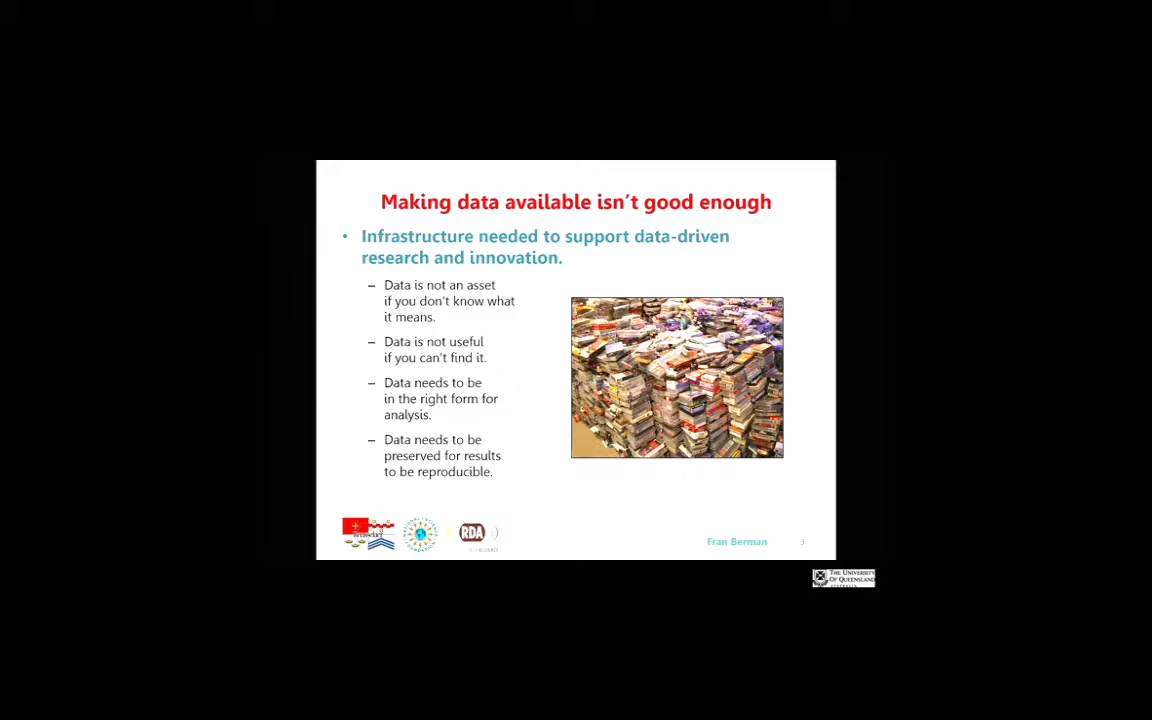 Making data available isn't good enough
• Infrastructure needed to support data-driven
research and innovation.
– Data is not an asset
if you don't know what
it means.
– Data is not useful
if you can't find it.
– Data needs to be
in the right form for
analysis.
– Data needs to be
preserved for results
to be reproducible.
RDA
Fran Berman
3
THE UNIVERSITY
OF QUEENSLAND
AUSTRALIA